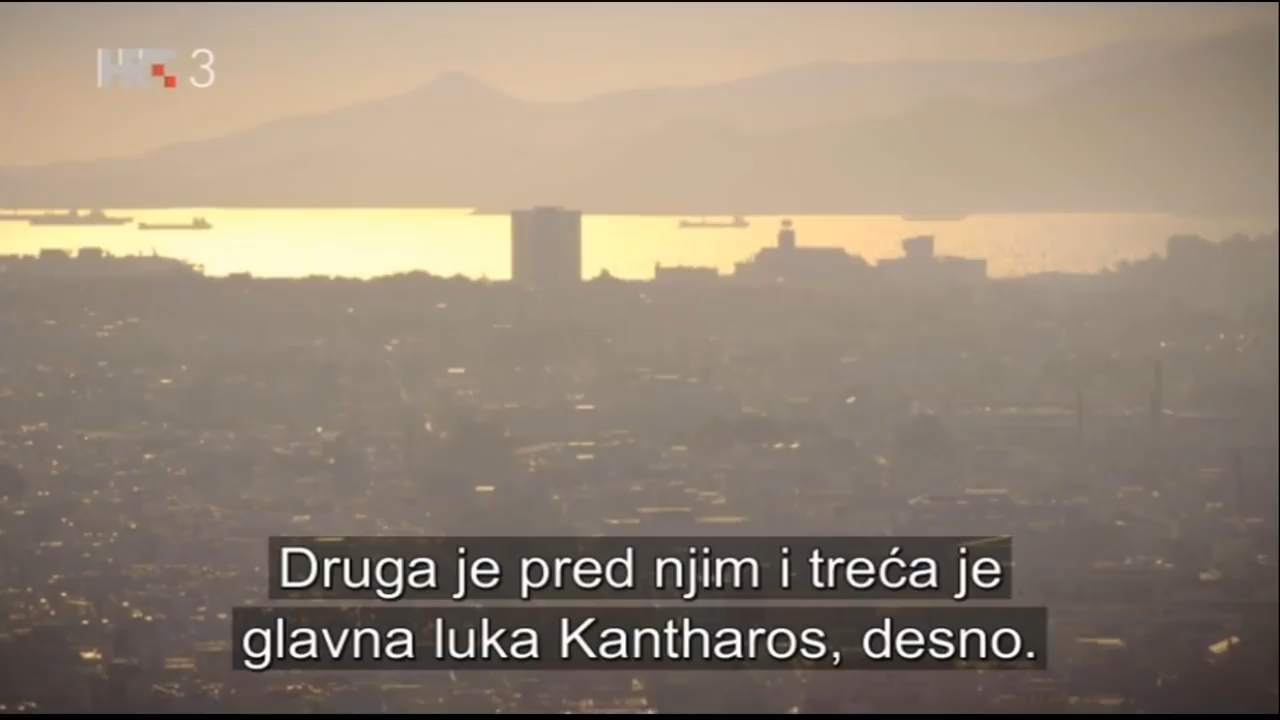 HRT 3
Druga je pred njim i treća je
glavna luka Kantharos, desno.